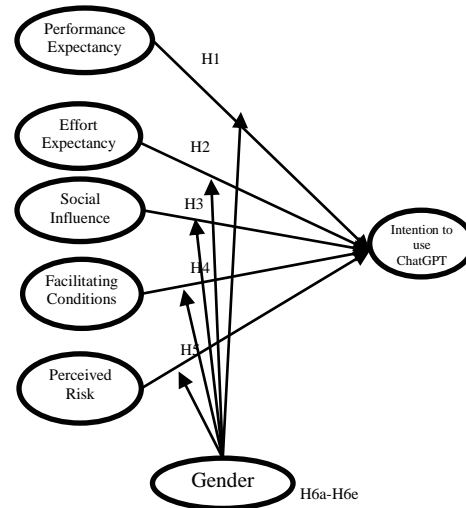 Performance
Expectancy
H1
Effort
Expectancy
H2
Social
Influence
H3
Intention to
use
ChatGPT
Facilitating
Conditions
H4
Perceived
Risk
H5
Gender
H6a-H6e